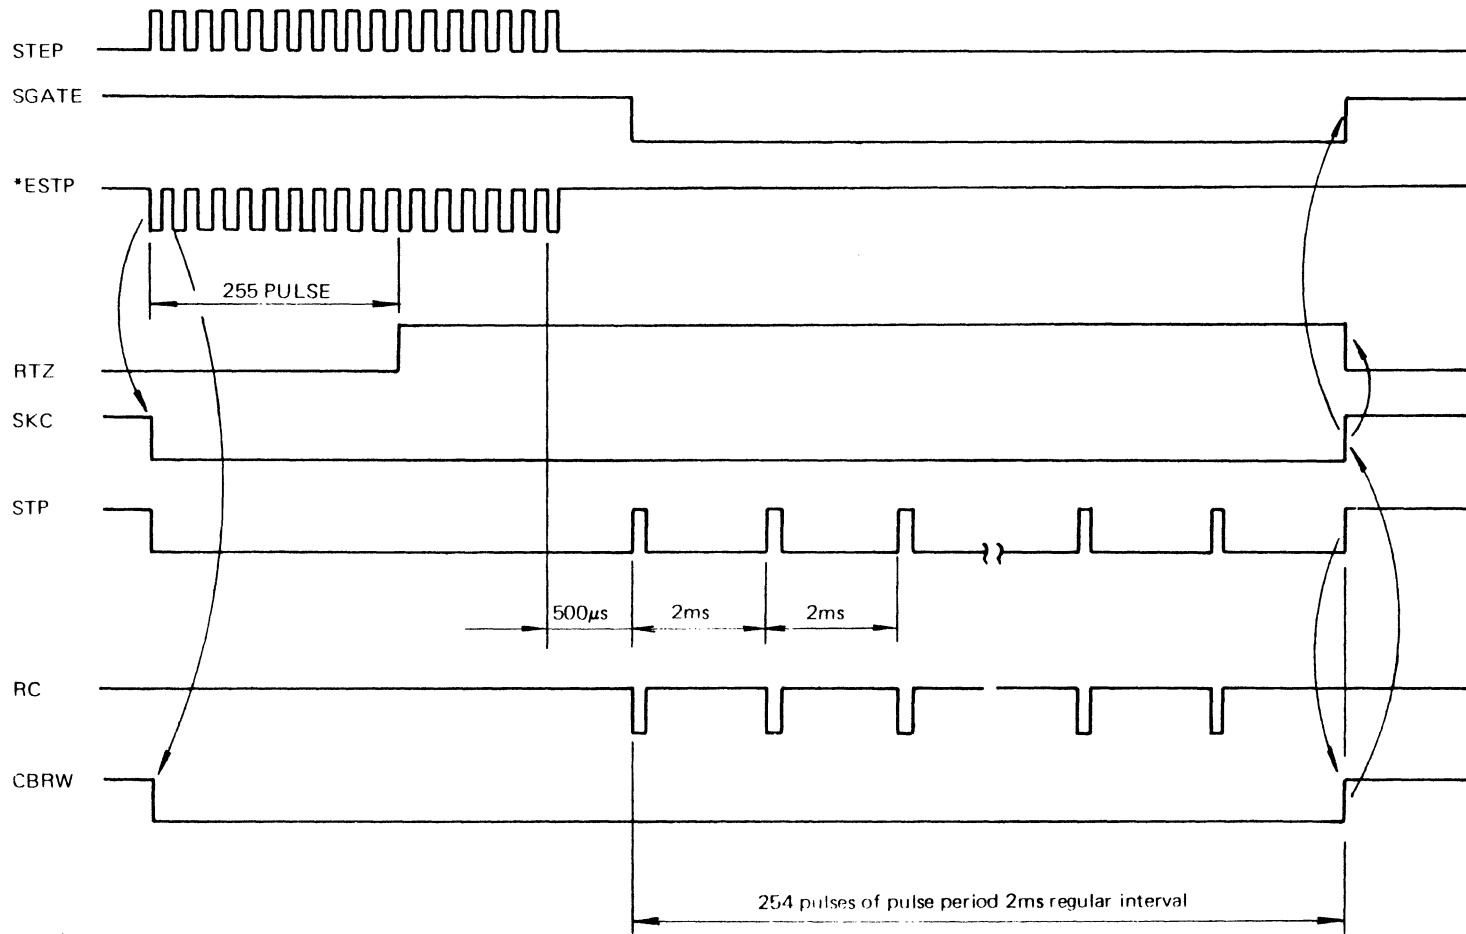 STEP
SGATE
*ESTP
255 PULSE
RTZ
SKC
STP
500μs 2ms 2ms
RC
CBRW
254 pulses of pulse period 2ms regular interval